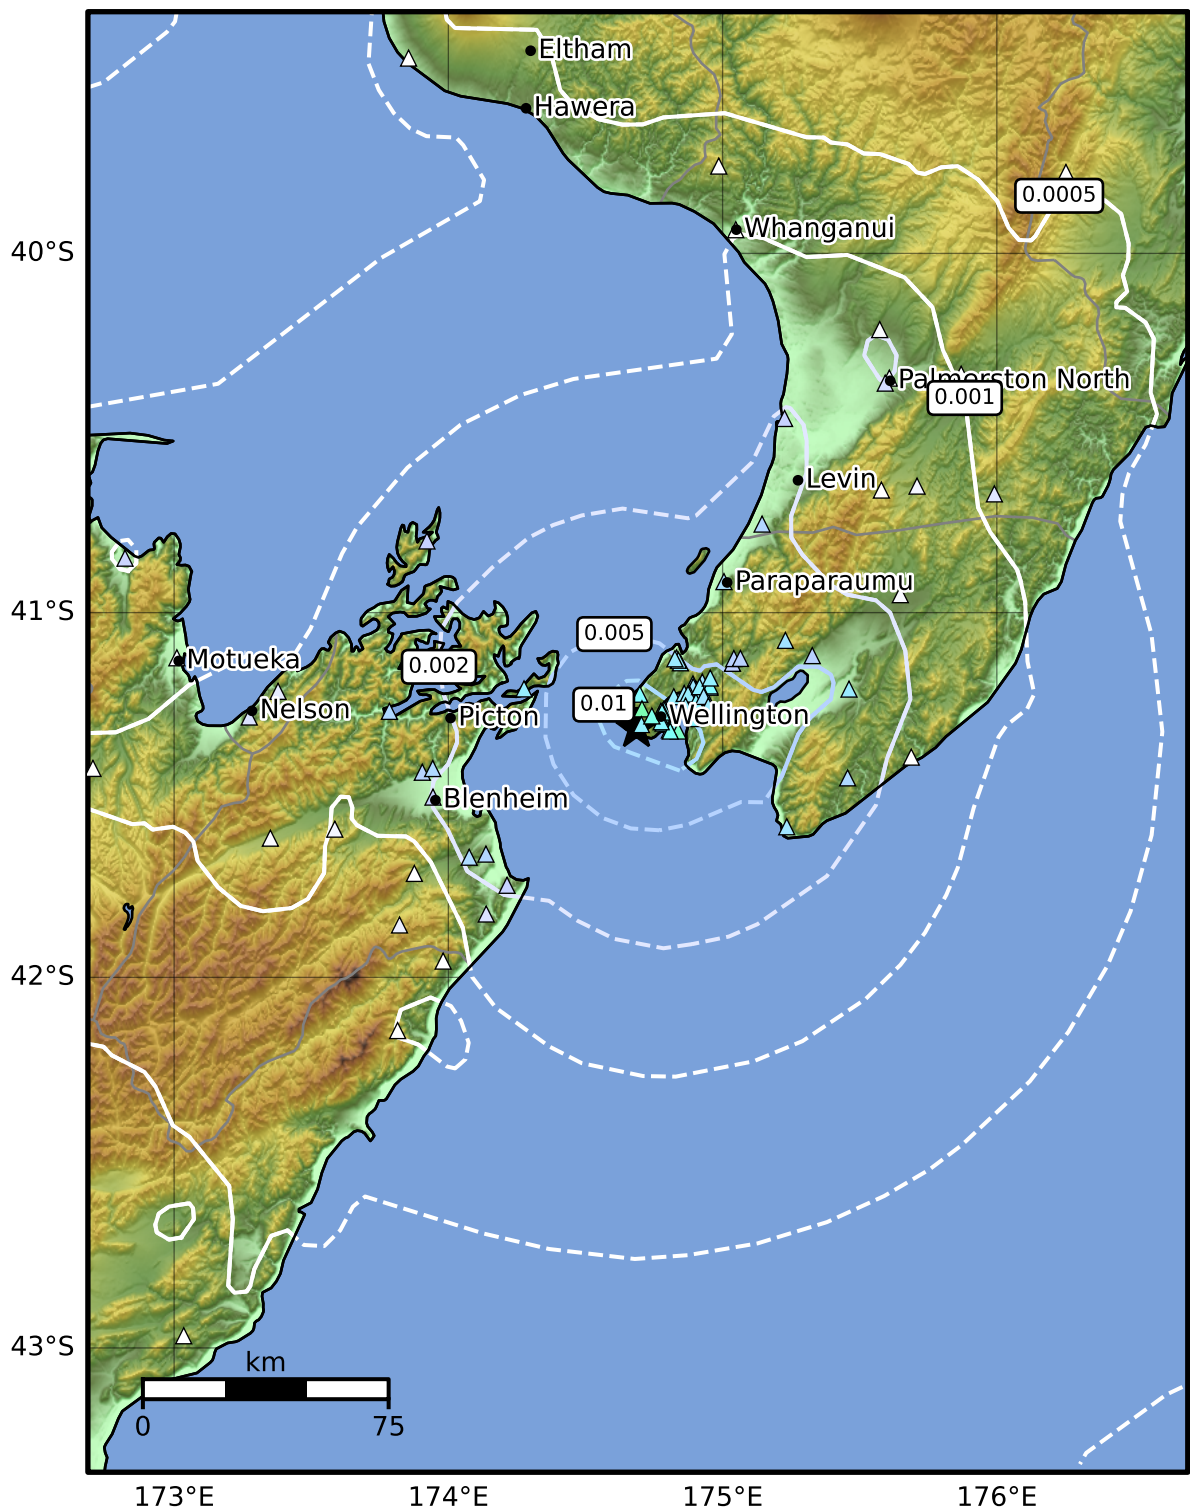 Eltham
Hawera
0.0005
Whanganui
40°S
Palmerston North
0.001
Levin
Paraparaumu
41°S
0.005
Motueka
0.002
0.01
Nelson
Picton
Wellington
Blenheim
42°S
43°S
km
0 75
173°E 174°E 175°E 176°E